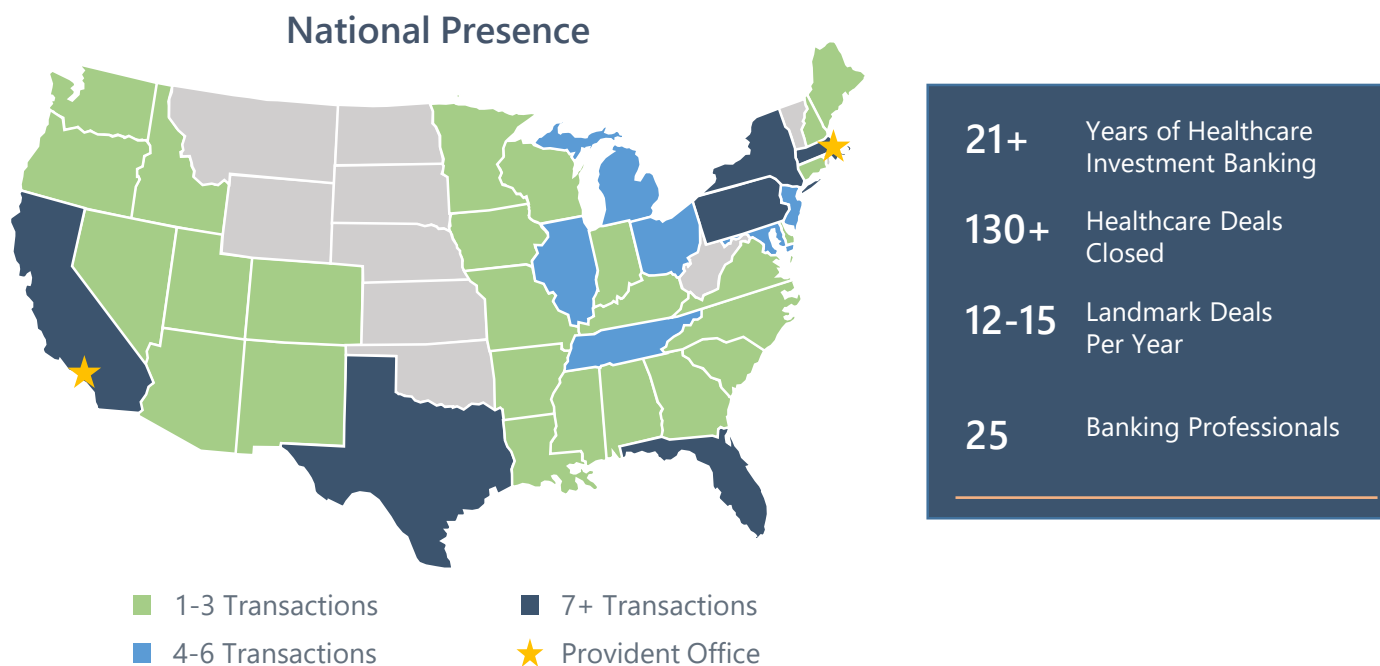 National Presence
21+
Years of Healthcare
Investment Banking
130+
Healthcare Deals
Closed
12-15
Landmark Deals
Per Year
25
Banking Professionals
1-3 Transactions
7+ Transactions
4-6 Transactions
Provident Office